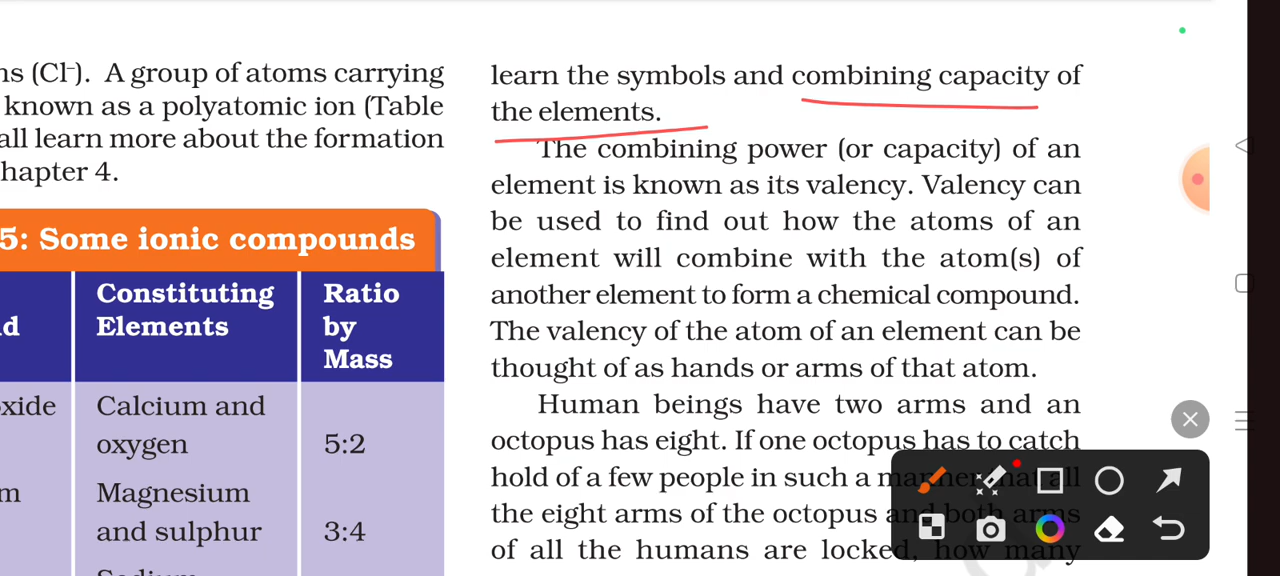 ns (Cl–). A group of atoms carrying
known as a polyatomic ion (Table
all learn more about the formation
hapter 4.
5: Some ionic compounds
d
Constituting
Elements
Ratio
by
Mass
oxide
Calcium and
oxygen
5:2
m
Magnesium
and sulphur
3:4
learn the symbols and combining capacity of
the elements.
The combining power (or capacity) of an
element is known as its valency. Valency can
be used to find out how the atoms of an
element will combine with the atom(s) of
another element to form a chemical compound.
The valency of the atom of an element can be
thought of as hands or arms of that atom.
Human beings have two arms and an
octopus has eight. If one octopus has to catch
hold of a few people in such a manner that all
the eight arms of the octopus and both arms
of all the humans are locked, how many